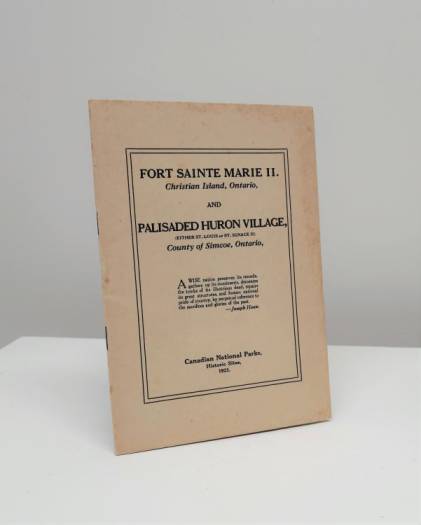 FORT SAINTE MARIE II.
Christian Island, Ontario,
AND
PALISADED HURON VILLAGE,
(EITHER ST. LOUIS or ST. IGNACE II)
County of Simcoe, Ontario,
A WISE nation preserves its records,
gathers up its muniments, decorates
the tombs of its illustrious dead, repairs
its great structures, and fosters national
pride of country, by perpetual reference to
the sacrifices and glories of the past.
—Joseph Howe.
Canadian National Parks,
Historic Sites,